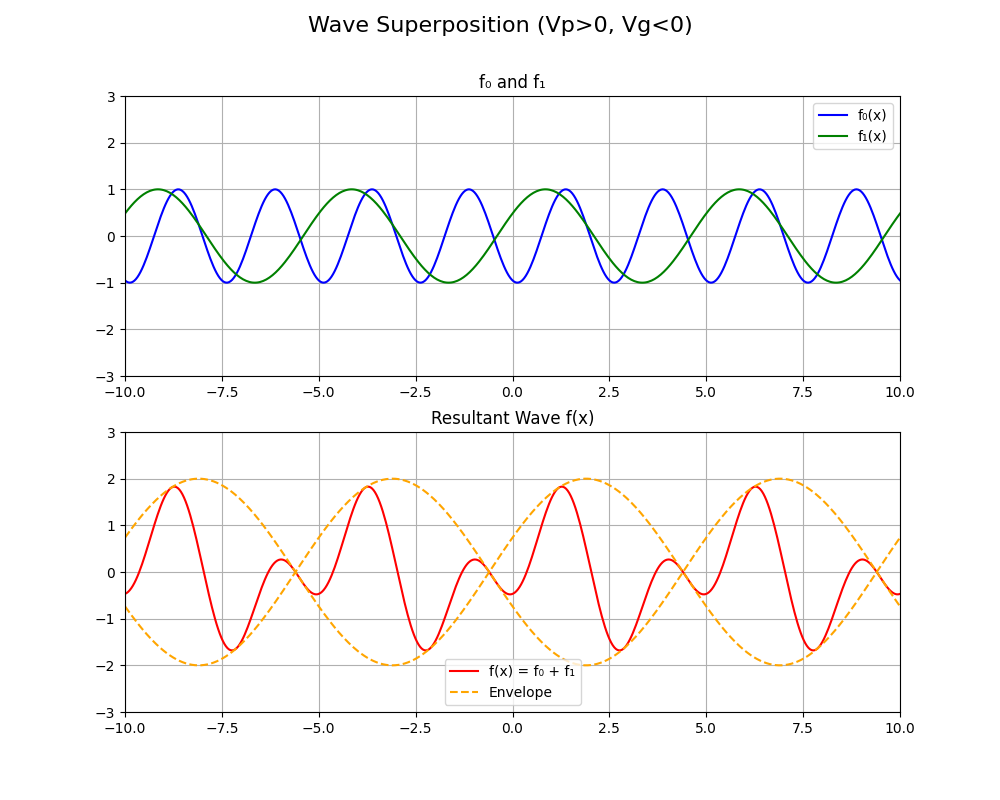 Wave Superposition (Vp>0, Vg<0)
f₀ and f₁
3
2
1
0
−1
−2
−3
f₀(x)
f₁(x)
−10.0 −7.5 −5.0 −2.5 0.0 2.5 5.0 7.5 10.0
Resultant Wave f(x)
3
2
1
0
−1
−2
−3
f(x) = f₀ + f₁
Envelope
−10.0 −7.5 −5.0 −2.5 0.0 2.5 5.0 7.5 10.0